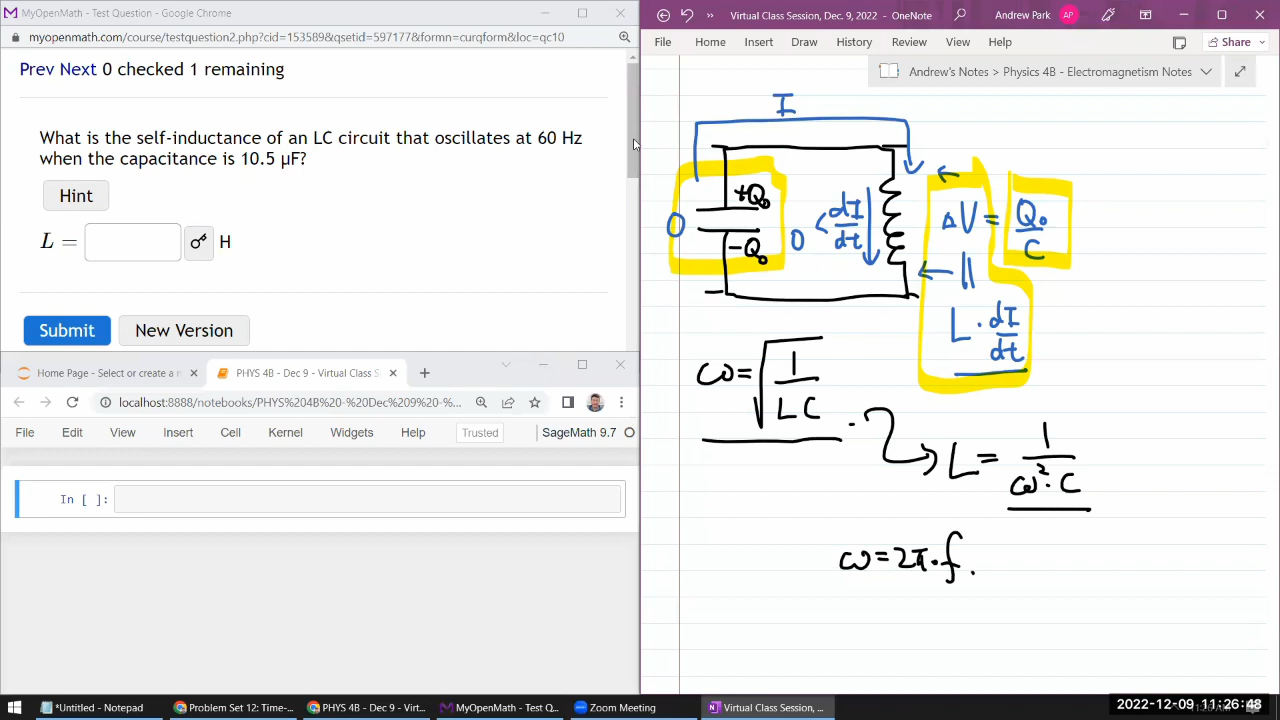 MyOpenMath - Test Question - Google Chrome
myopenmath.com/course/testquestion2.php?cid=153589&qsetid=597177&formn=curqform&loc=qc10
Prev Next 0 checked 1 remaining
What is the self-inductance of an LC circuit that oscillates at 60 Hz
when the capacitance is 10.5 µF?
Hint
L = H
Submit New Version
Home Page - Select or create a n PHYS 4B - Dec 9 - Virtual Class S
localhost:8888/notebooks/PHYS%204B%20-%20Dec%209%20-%...
File Edit View Insert Cell Kernel Widgets Help Trusted SageMath 9.7
In [ ]:
Virtual Class Session, Dec. 9, 2022 - OneNote Andrew Park AP
File Home Insert Draw History Review View Help Share
Andrew's Notes > Physics 4B - Electromagnetism Notes
I
+Q₀
0
-Q₀
0 < dI/dt
ΔV = Q₀/C
||
L · dI/dt
ω = √(1/LC)
L = 1/(ω² · C)
ω = 2π · f.
*Untitled - Notepad Problem Set 12: Time-... PHYS 4B - Dec 9 - Virt... MyOpenMath - Test Q... Zoom Meeting Virtual Class Session,...
2022-12-09 11:26:48